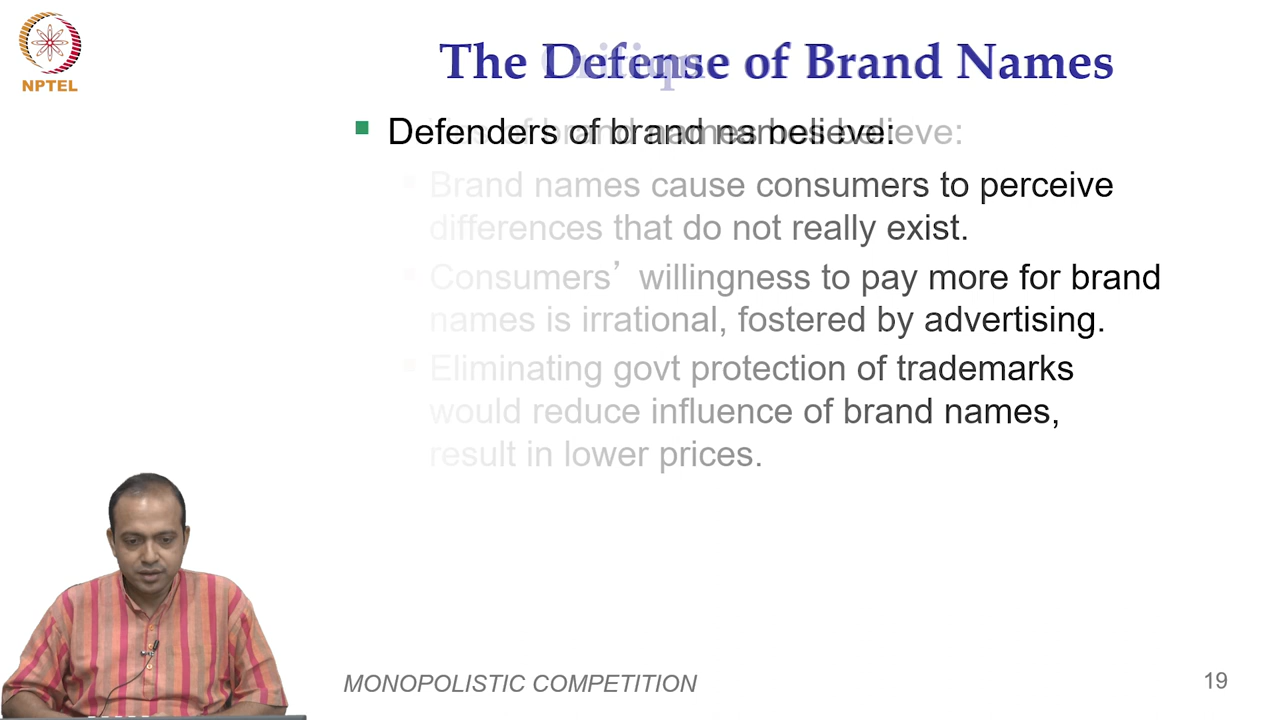 NPTEL
The Defense of Brand Names
Defenders of brand names believe:
Brand names cause consumers to perceive
differences that do not really exist.
Consumers’ willingness to pay more for brand
names is irrational, fostered by advertising.
Eliminating govt protection of trademarks
would reduce influence of brand names,
result in lower prices.
MONOPOLISTIC COMPETITION
19